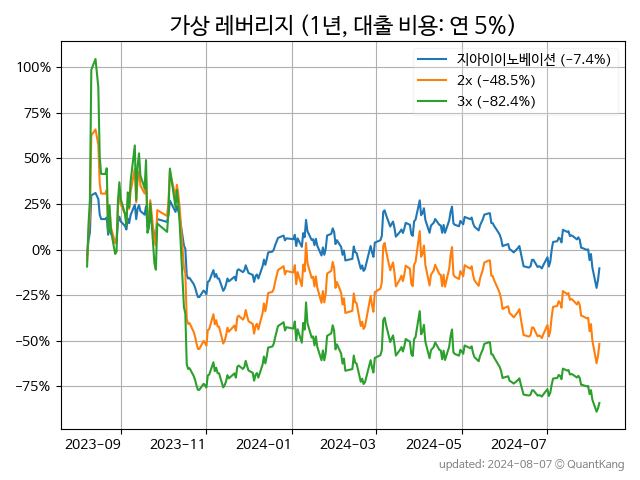 가상 레버리지 (1년, 대출 비용: 연 5%)
지아이이노베이션 (−7.4%)
2x (−48.5%)
3x (−82.4%)
100%
75%
50%
25%
0%
−25%
−50%
−75%
2023-09
2023-11
2024-01
2024-03
2024-05
2024-07
updated: 2024-08-07 © QuantKang